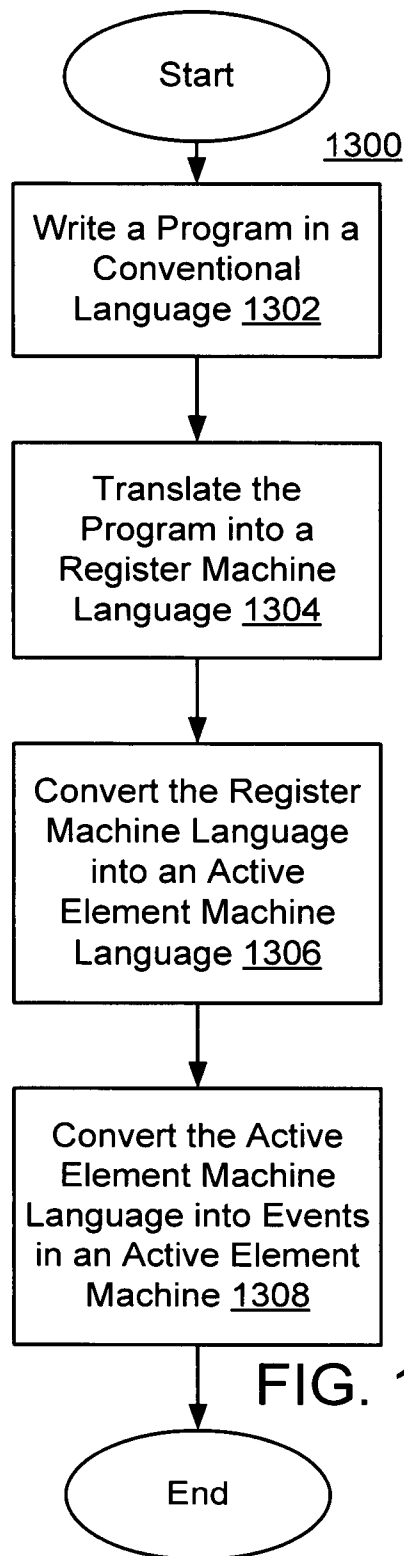 Start
1300
Write a Program in a
Conventional
Language 1302
Translate the
Program into a
Register Machine
Language 1304
Convert the Register
Machine Language
into an Active
Element Machine
Language 1306
Convert the Active
Element Machine
Language into Events
in an Active Element
Machine 1308
FIG. 1
End